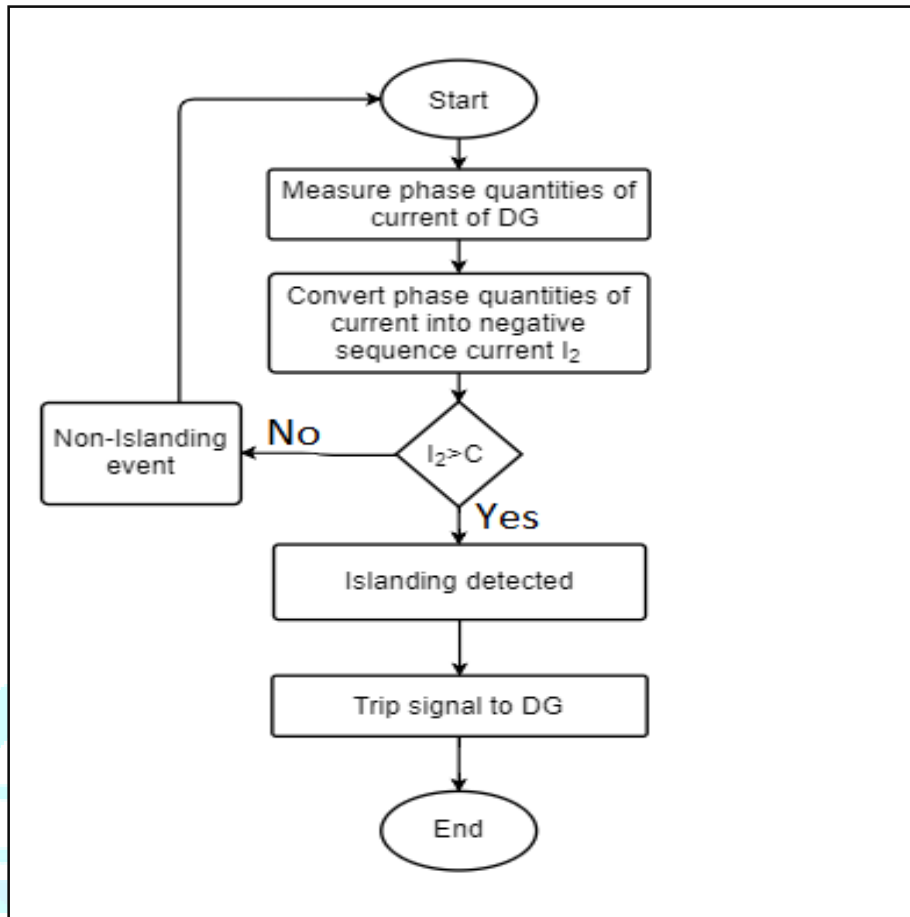 Start
Measure phase quantities of
current of DG
Convert phase quantities of
current into negative
sequence current I₂
Non-Islanding
event
No
I₂>C
Yes
Islanding detected
Trip signal to DG
End